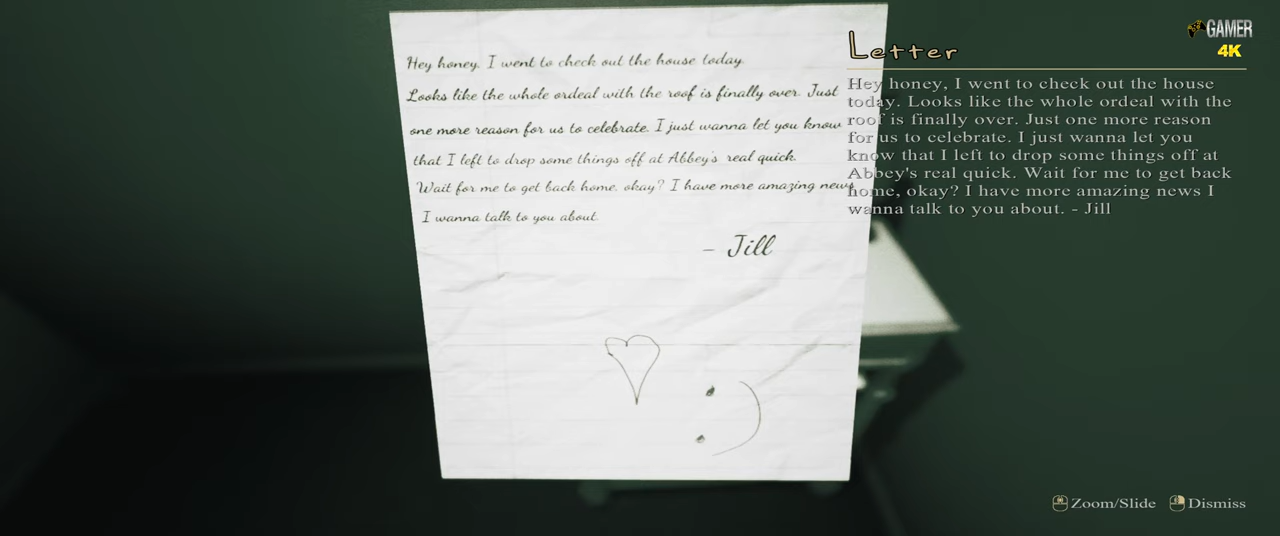 Hey honey. I went to check out the house today.
Looks like the whole ordeal with the roof is finally over. Just
one more reason for us to celebrate. I just wanna let you know
that I left to drop some things off at Abbey's real quick.
Wait for me to get back home, okay? I have more amazing news
I wanna talk to you about.
- Jill
:)
GAMER
4K
Letter
Hey honey, I went to check out the house
today. Looks like the whole ordeal with the
roof is finally over. Just one more reason
for us to celebrate. I just wanna let you
know that I left to drop some things off at
Abbey's real quick. Wait for me to get back
home, okay? I have more amazing news I
wanna talk to you about. - Jill
Zoom/Slide Dismiss